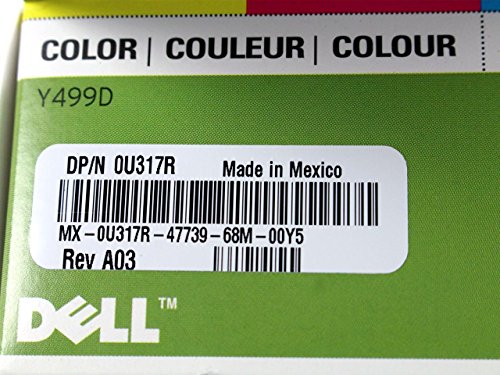 COLOR | COULEUR | COLOUR
Y499D
DP/N 0U317R Made in Mexico
MX-0U317R-47739-68M-00Y5
Rev A03
DELL™